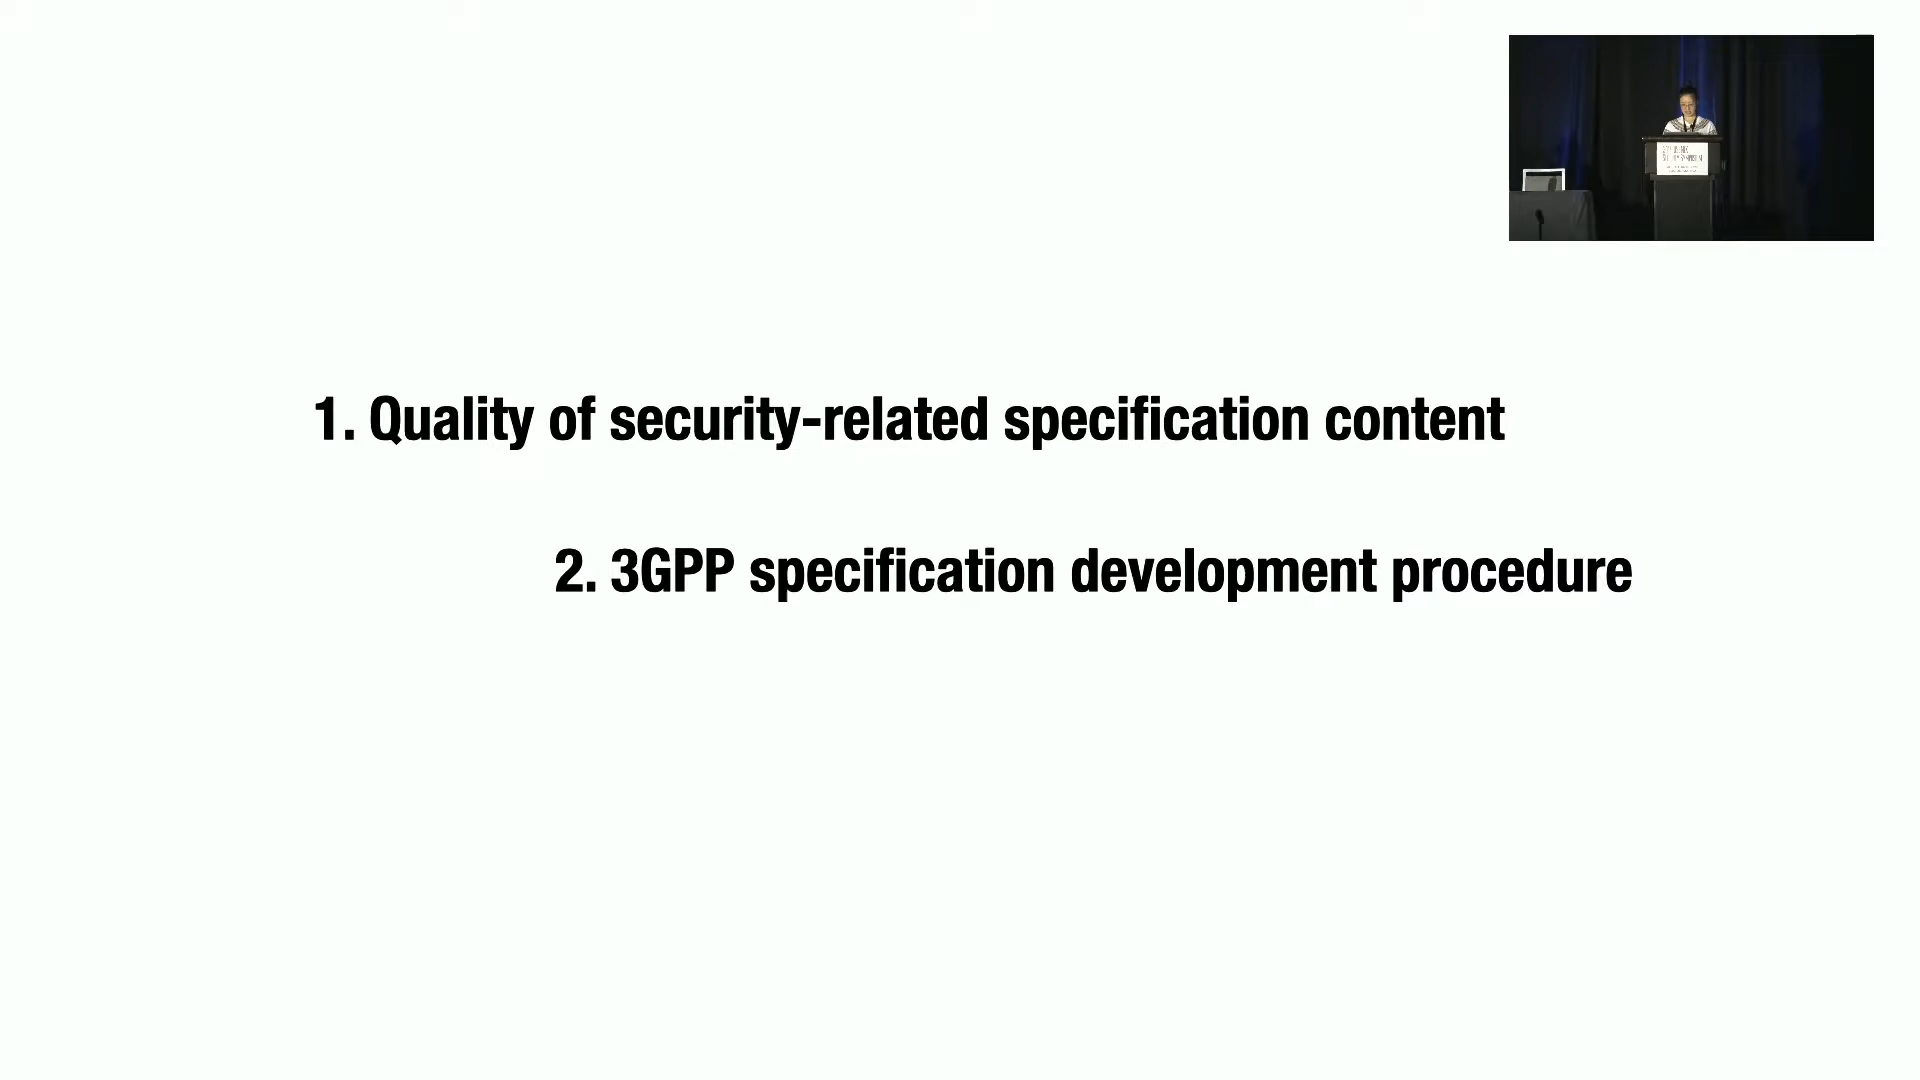 1. Quality of security-related specification content
2. 3GPP specification development procedure